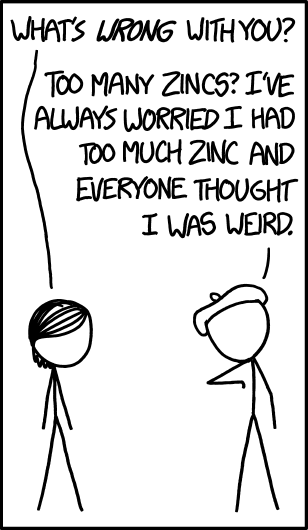 WHAT'S WRONG WITH YOU?
TOO MANY ZINCS? I'VE
ALWAYS WORRIED I HAD
TOO MUCH ZINC AND
EVERYONE THOUGHT
I WAS WEIRD.